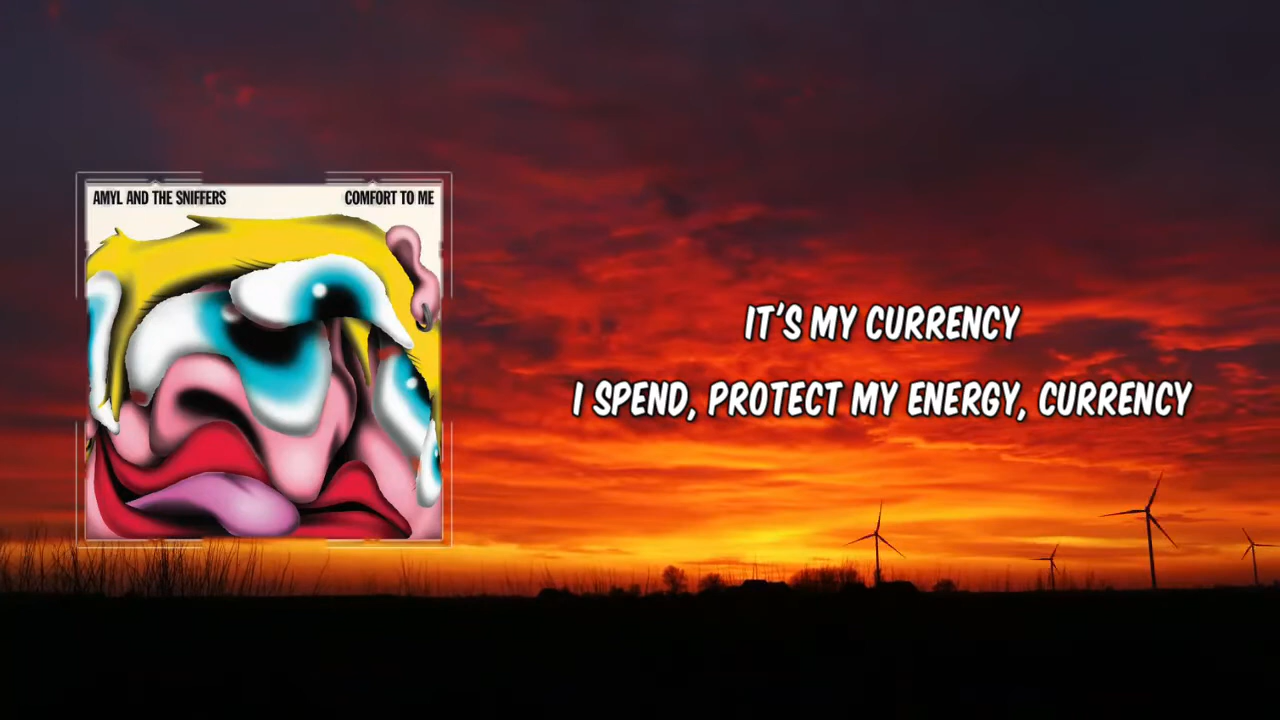 AMYL AND THE SNIFFERS
COMFORT TO ME
IT'S MY CURRENCY
I SPEND, PROTECT MY ENERGY, CURRENCY